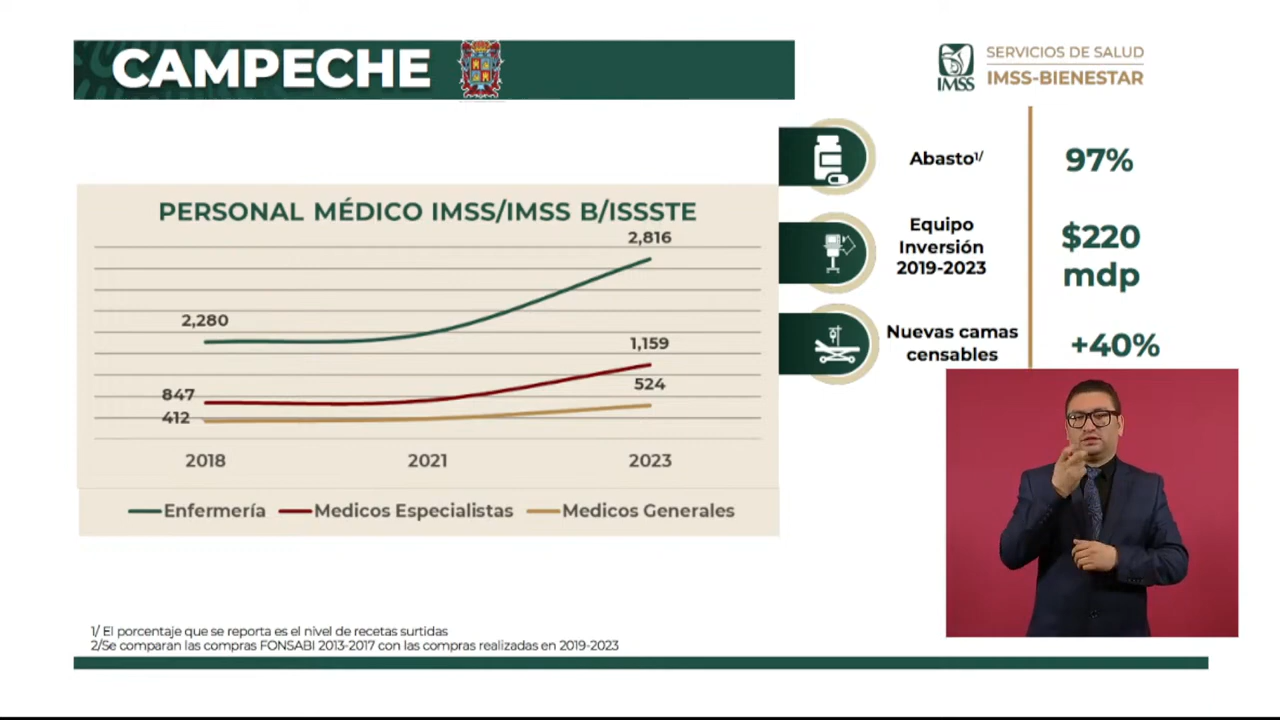 CAMPECHE
IMSS
SERVICIOS DE SALUD
IMSS-BIENESTAR
Abasto1/
97%
Equipo
Inversión
2019-2023
$220
mdp
Nuevas camas
censables
+40%
PERSONAL MÉDICO IMSS/IMSS B/ISSSTE
2,816
2,280
1,159
847
524
412
2018
2021
2023
Enfermería
Medicos Especialistas
Medicos Generales
1/ El porcentaje que se reporta es el nivel de recetas surtidas
2/Se comparan las compras FONSABI 2013-2017 con las compras realizadas en 2019-2023